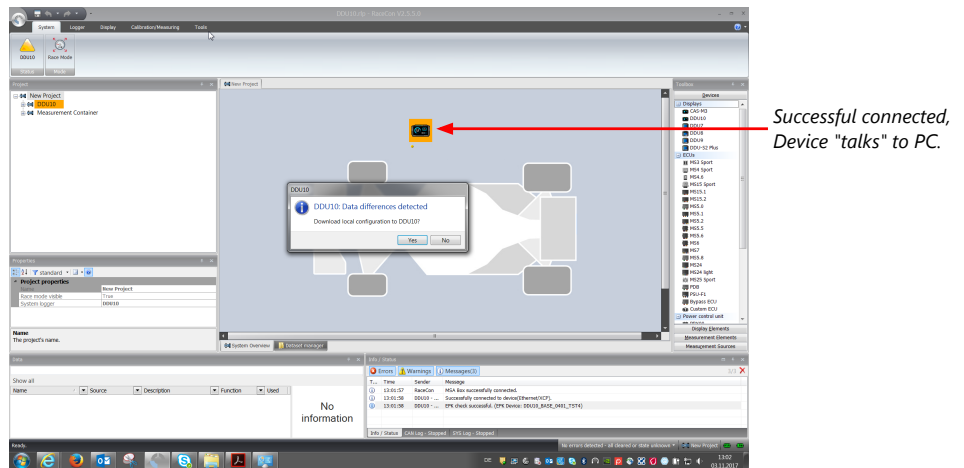 DDU10.rp - RaceCon V2.5.5.0
System Logger Display Calibration/Measuring Tools
DDU10
Race Mode
Status Mode
Project
New Project
DDU10
Measurement Container
New Project
Toolbox
Devices
Displays
CAS-M3
DDU10
DDU7
DDU8
DDU9
DDU-S2 Plus
ECUs
MS3 Sport
MS4 Sport
MS4.6
MS15 Sport
MS15.1
MS15.2
MS5.0
MS5.1
MS5.2
MS5.5
MS5.6
MS6
MS7
MS5.8
MS24
MS24 light
MS25 Sport
PDB
PSU-F1
Bypass ECU
Custom ECU
Power control unit
Display Elements
Measurement Elements
Measurement Sources
Successful connected,
Device "talks" to PC.
DDU10
DDU10: Data differences detected
Download local configuration to DDU10?
Yes No
Properties
standard
Project properties
Name New Project
Race mode visible True
System logger DDU10
Name
The project's name.
System Overview Dataset manager
Data
Show all
Name Source Description Function Used
No
information
Info / Status
Errors Warnings Messages(3)
3/3
T... Time Sender Message
13:01:57 RaceCon MSA Box successfully connected.
13:01:58 DDU10 - ... Successfully connected to device(Ethernet/XCP).
13:01:58 DDU10 - ... EPK check successful. (EPK Device: DDU10_BASE_0401_TST4)
Info / Status CAN Log - Stopped SYS Log - Stopped
Ready.
No errors detected - all cleared or state unknown
New Project
DE
13:02
03.11.2017